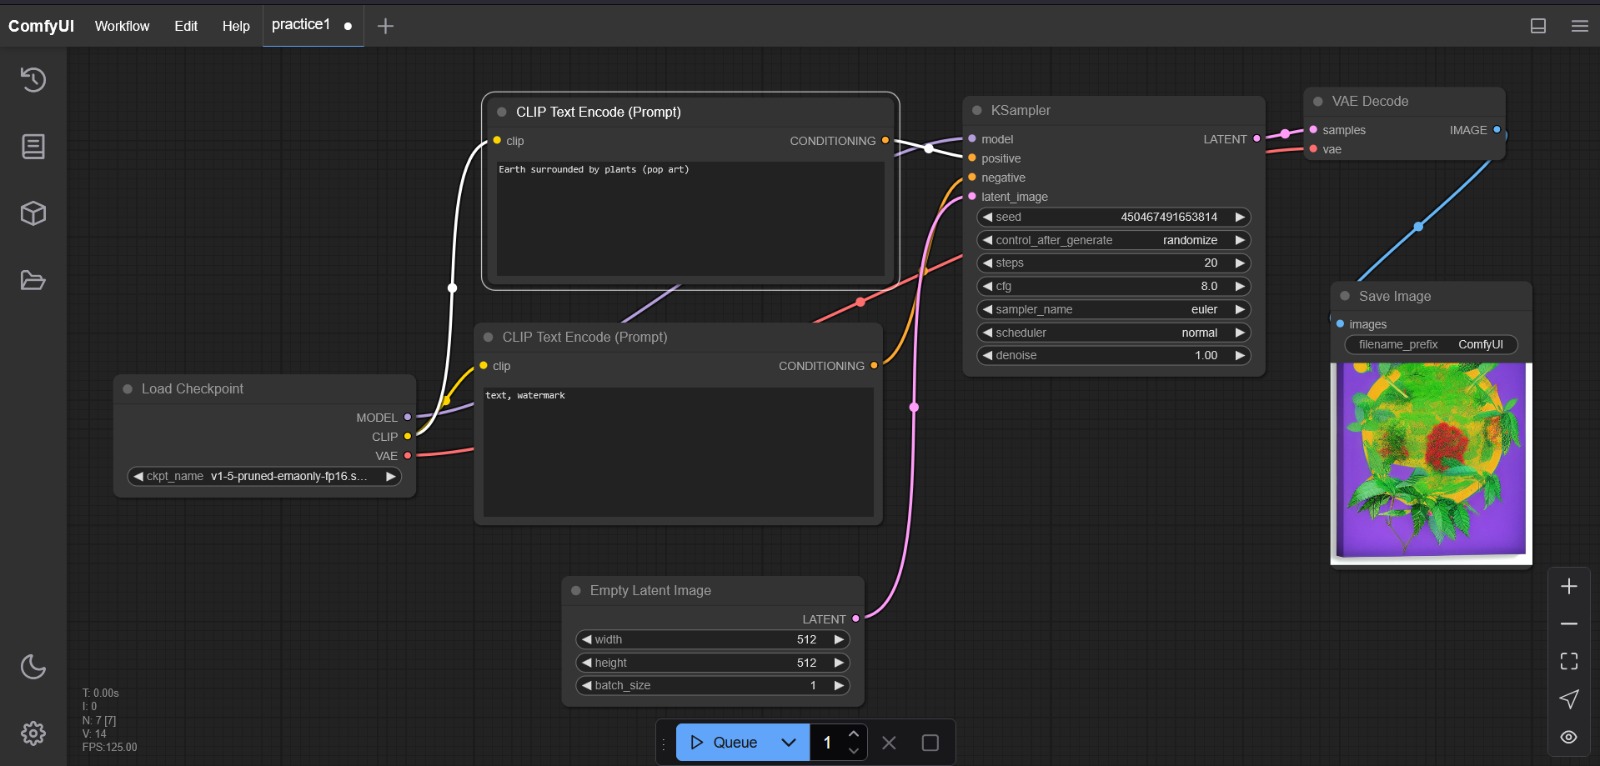 ComfyUI Workflow Edit Help practice1
CLIP Text Encode (Prompt)
clip CONDITIONING
Earth surrounded by plants (pop art)
CLIP Text Encode (Prompt)
clip CONDITIONING
text, watermark
Load Checkpoint
MODEL
CLIP
VAE
ckpt_name v1-5-pruned-emaonly-fp16.s...
Empty Latent Image
LATENT
width 512
height 512
batch_size 1
KSampler
model LATENT
positive
negative
latent_image
seed 450467491653814
control_after_generate randomize
steps 20
cfg 8.0
sampler_name euler
scheduler normal
denoise 1.00
VAE Decode
samples IMAGE
vae
Save Image
images
filename_prefix ComfyUI
T: 0.00s
I: 0
N: 7 [7]
V: 14
FPS:125.00
Queue 1